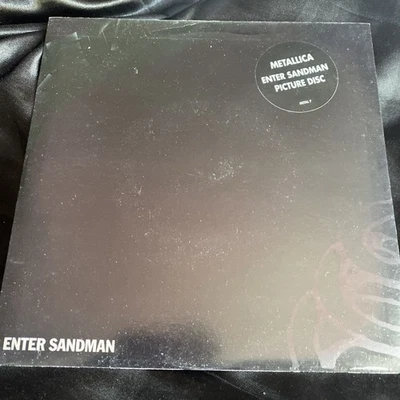 METALLICA
ENTER SANDMAN
PICTURE DISC
ENTER SANDMAN